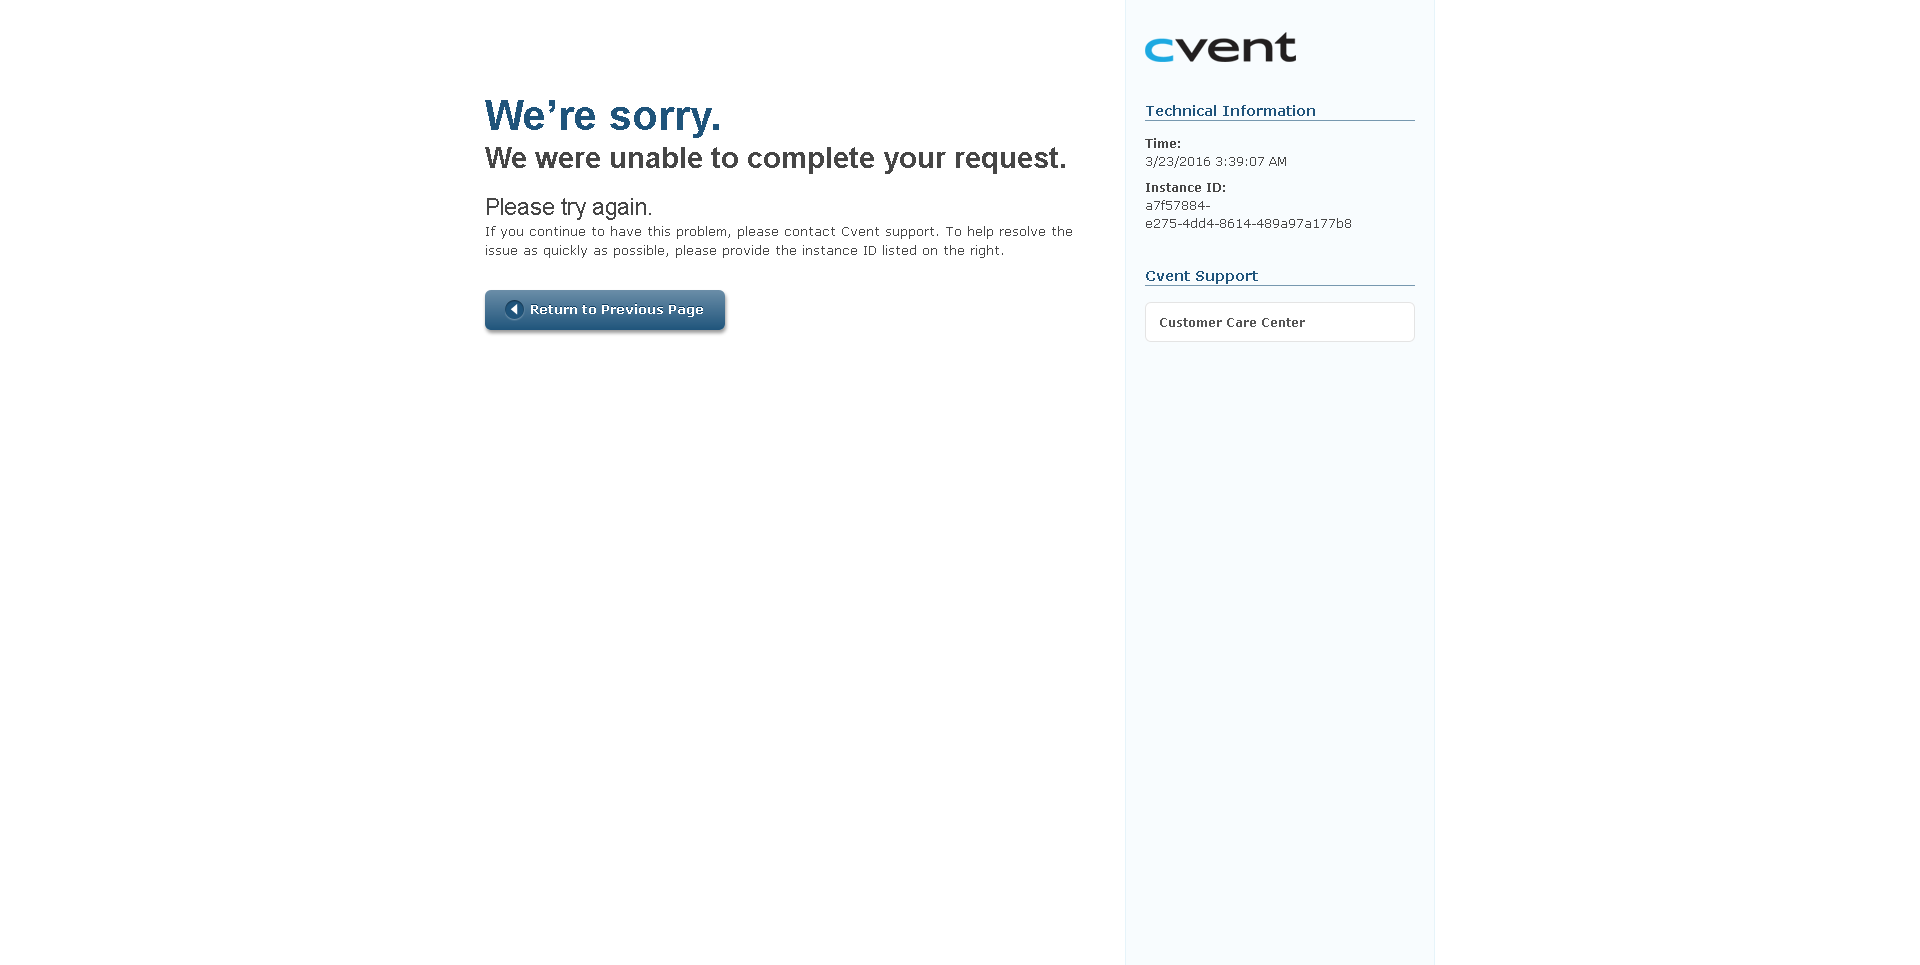 We're sorry.
We were unable to complete your request.
Please try again.
If you continue to have this problem, please contact Cvent support. To help resolve the
issue as quickly as possible, please provide the instance ID listed on the right.
Return to Previous Page
cvent
Technical Information
Time:
3/23/2016 3:39:07 AM
Instance ID:
a7f57884-
e275-4dd4-8614-489a97a177b8
Cvent Support
Customer Care Center